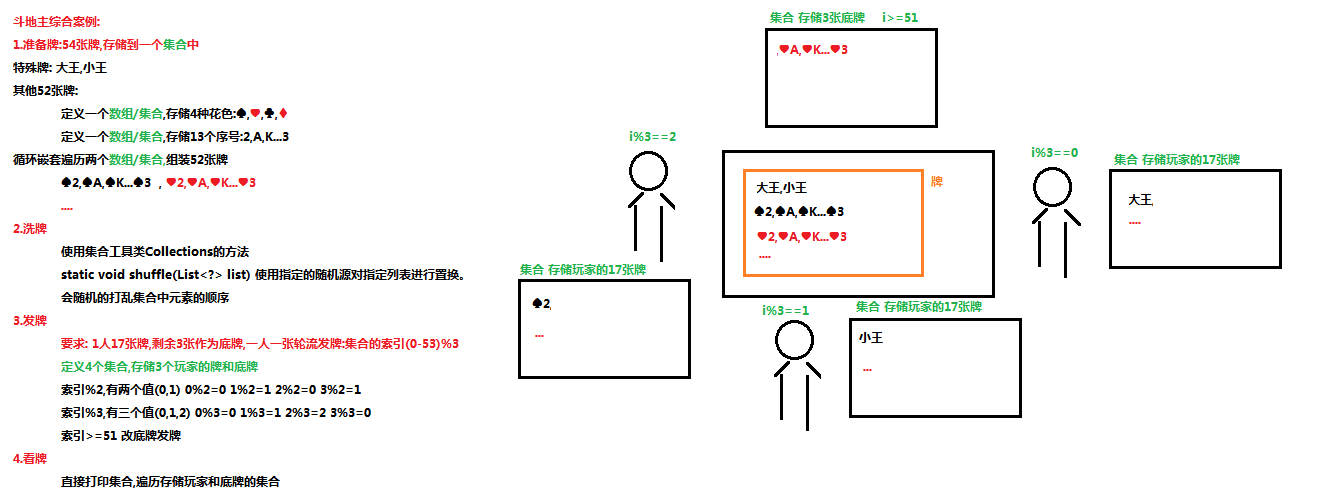 斗地主综合案例:
1.准备牌:54张牌,存储到一个集合中
特殊牌: 大王,小王
其他52张牌:
定义一个数组/集合,存储4种花色:♠,♥,♣,♦
定义一个数组/集合,存储13个序号:2,A,K...3
循环嵌套遍历两个数组/集合,组装52张牌
♠2,♠A,♠K...♠3 , ♥2,♥A,♥K...♥3
....
2.洗牌
使用集合工具类Collections的方法
static void shuffle(List<?> list) 使用指定的随机源对指定列表进行置换。
会随机的打乱集合中元素的顺序
3.发牌
要求: 1人17张牌,剩余3张作为底牌,一人一张轮流发牌:集合的索引(0-53)%3
定义4个集合,存储3个玩家的牌和底牌
索引%2,有两个值(0,1) 0%2=0 1%2=1 2%2=0 3%2=1
索引%3,有三个值(0,1,2) 0%3=0 1%3=1 2%3=2 3%3=0
索引>=51 改底牌发牌
4.看牌
直接打印集合,遍历存储玩家和底牌的集合
集合 存储3张底牌 i>=51
,♥A,♥K...♥3
i%3==2
集合 存储玩家的17张牌
♠2,
...
大王,小王
♠2,♠A,♠K...♠3
♥2,♥A,♥K...♥3
....
牌
i%3==1
集合 存储玩家的17张牌
小王
...
i%3==0
集合 存储玩家的17张牌
大王,
....